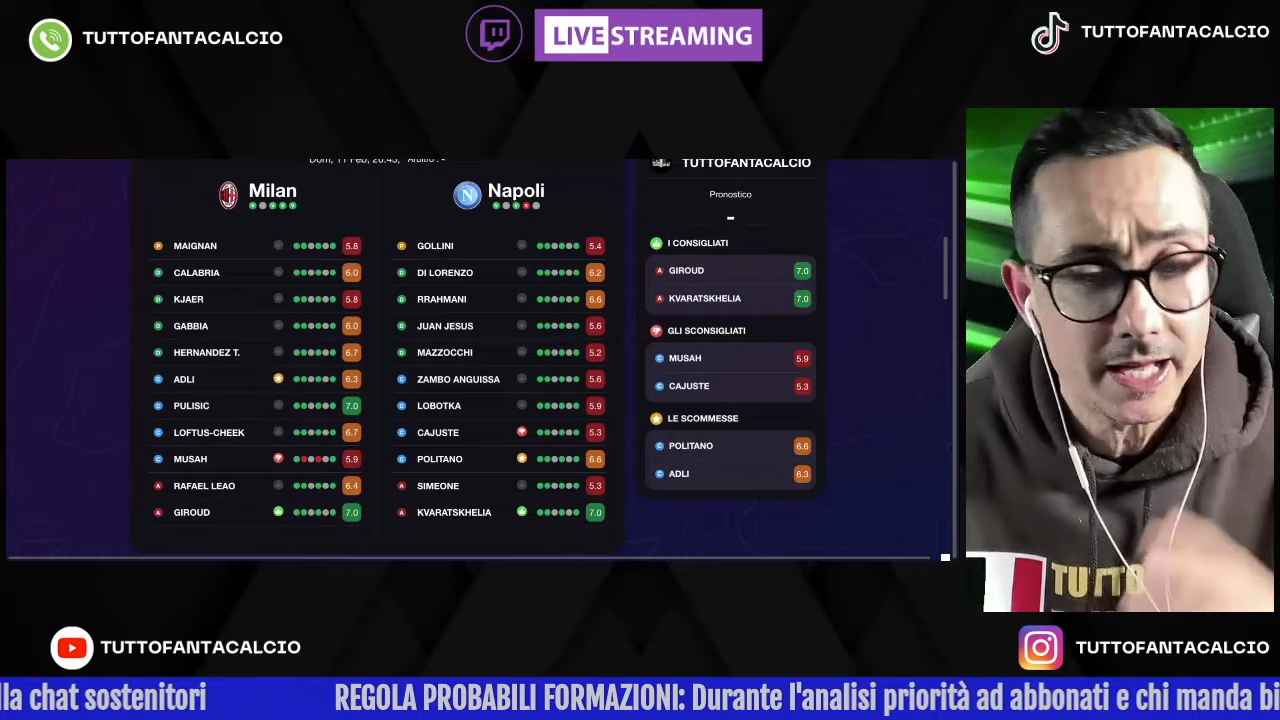 TUTTOFANTACALCIO
LIVE STREAMING
TUTTOFANTACALCIO
Milan
Napoli
TUTTOFANTACALCIO
Pronostico
-
P MAIGNAN 5.8
D CALABRIA 6.0
D KJAER 5.8
D GABBIA 6.0
D HERNANDEZ T. 6.7
C ADLI 6.3
C PULISIC 7.0
C LOFTUS-CHEEK 6.7
C MUSAH 5.9
A RAFAEL LEAO 6.4
A GIROUD 7.0
P GOLLINI 5.4
D DI LORENZO 6.2
D RRAHMANI 6.6
D JUAN JESUS 5.6
D MAZZOCCHI 5.2
C ZAMBO ANGUISSA 5.6
C LOBOTKA 5.9
C CAJUSTE 5.3
C POLITANO 6.6
A SIMEONE 5.3
A KVARATSKHELIA 7.0
I CONSIGLIATI
A GIROUD 7.0
A KVARATSKHELIA 7.0
GLI SCONSIGLIATI
C MUSAH 5.9
C CAJUSTE 5.3
LE SCOMMESSE
C POLITANO 6.6
C ADLI 6.3
TUTTO
TUTTOFANTACALCIO
TUTTOFANTACALCIO
lla chat sostenitori REGOLA PROBABILI FORMAZIONI: Durante l'analisi priorità ad abbonati e chi manda bi